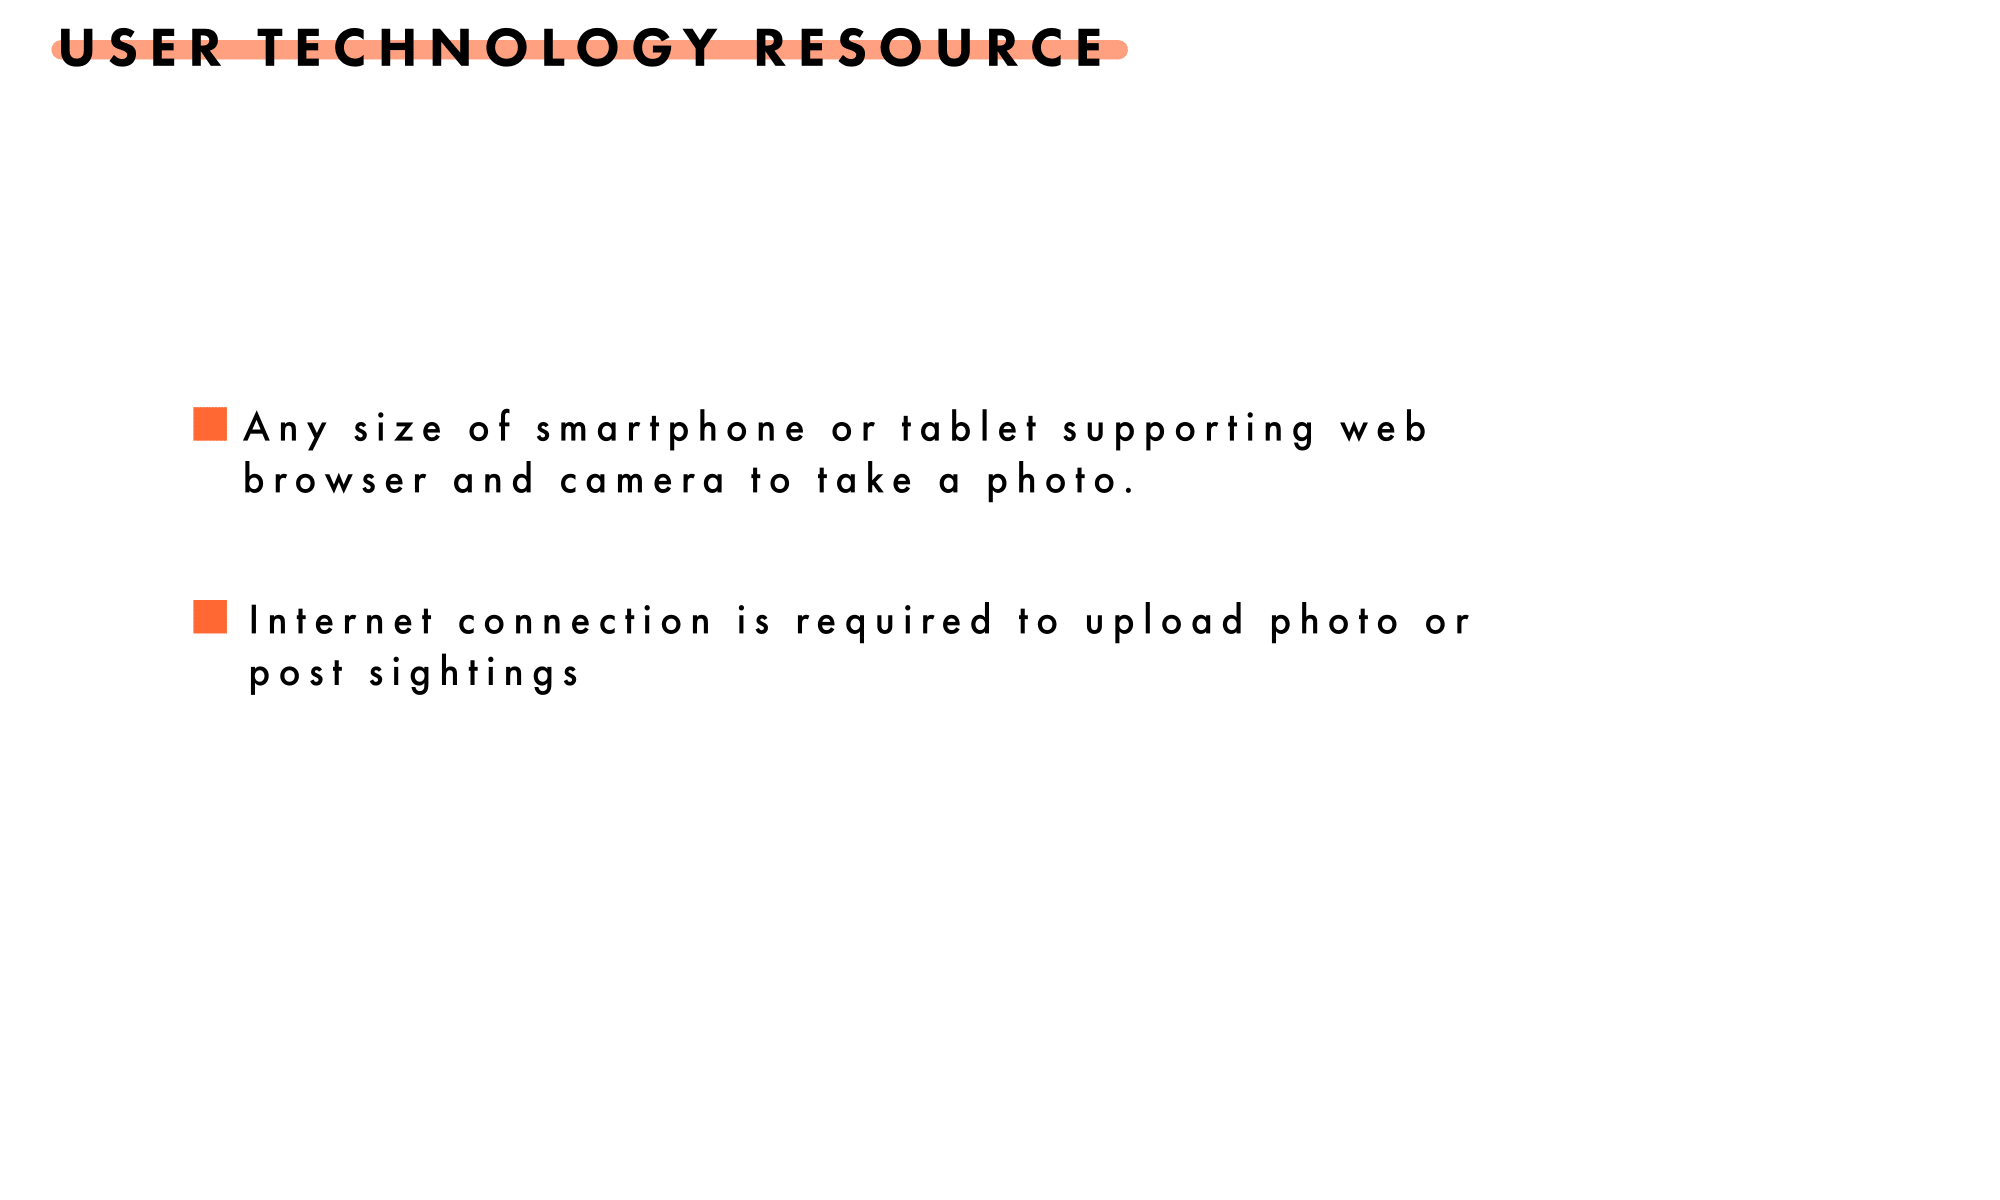 USER TECHNOLOGY RESOURCE
Any size of smartphone or tablet supporting web
browser and camera to take a photo.
Internet connection is required to upload photo or
post sightings